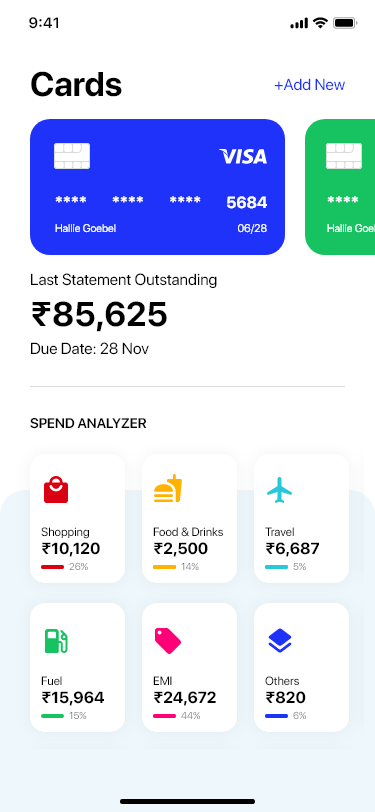 9:41
Cards
+Add New
VISA
**** **** **** 5684
****
Hallie Goebel
06/28
Hallie Goebel
Last Statement Outstanding
₹85,625
Due Date: 28 Nov
SPEND ANALYZER
Shopping
₹10,120
26%
Food & Drinks
₹2,500
14%
Travel
₹6,687
5%
Fuel
₹15,964
15%
EMI
₹24,672
44%
Others
₹820
6%